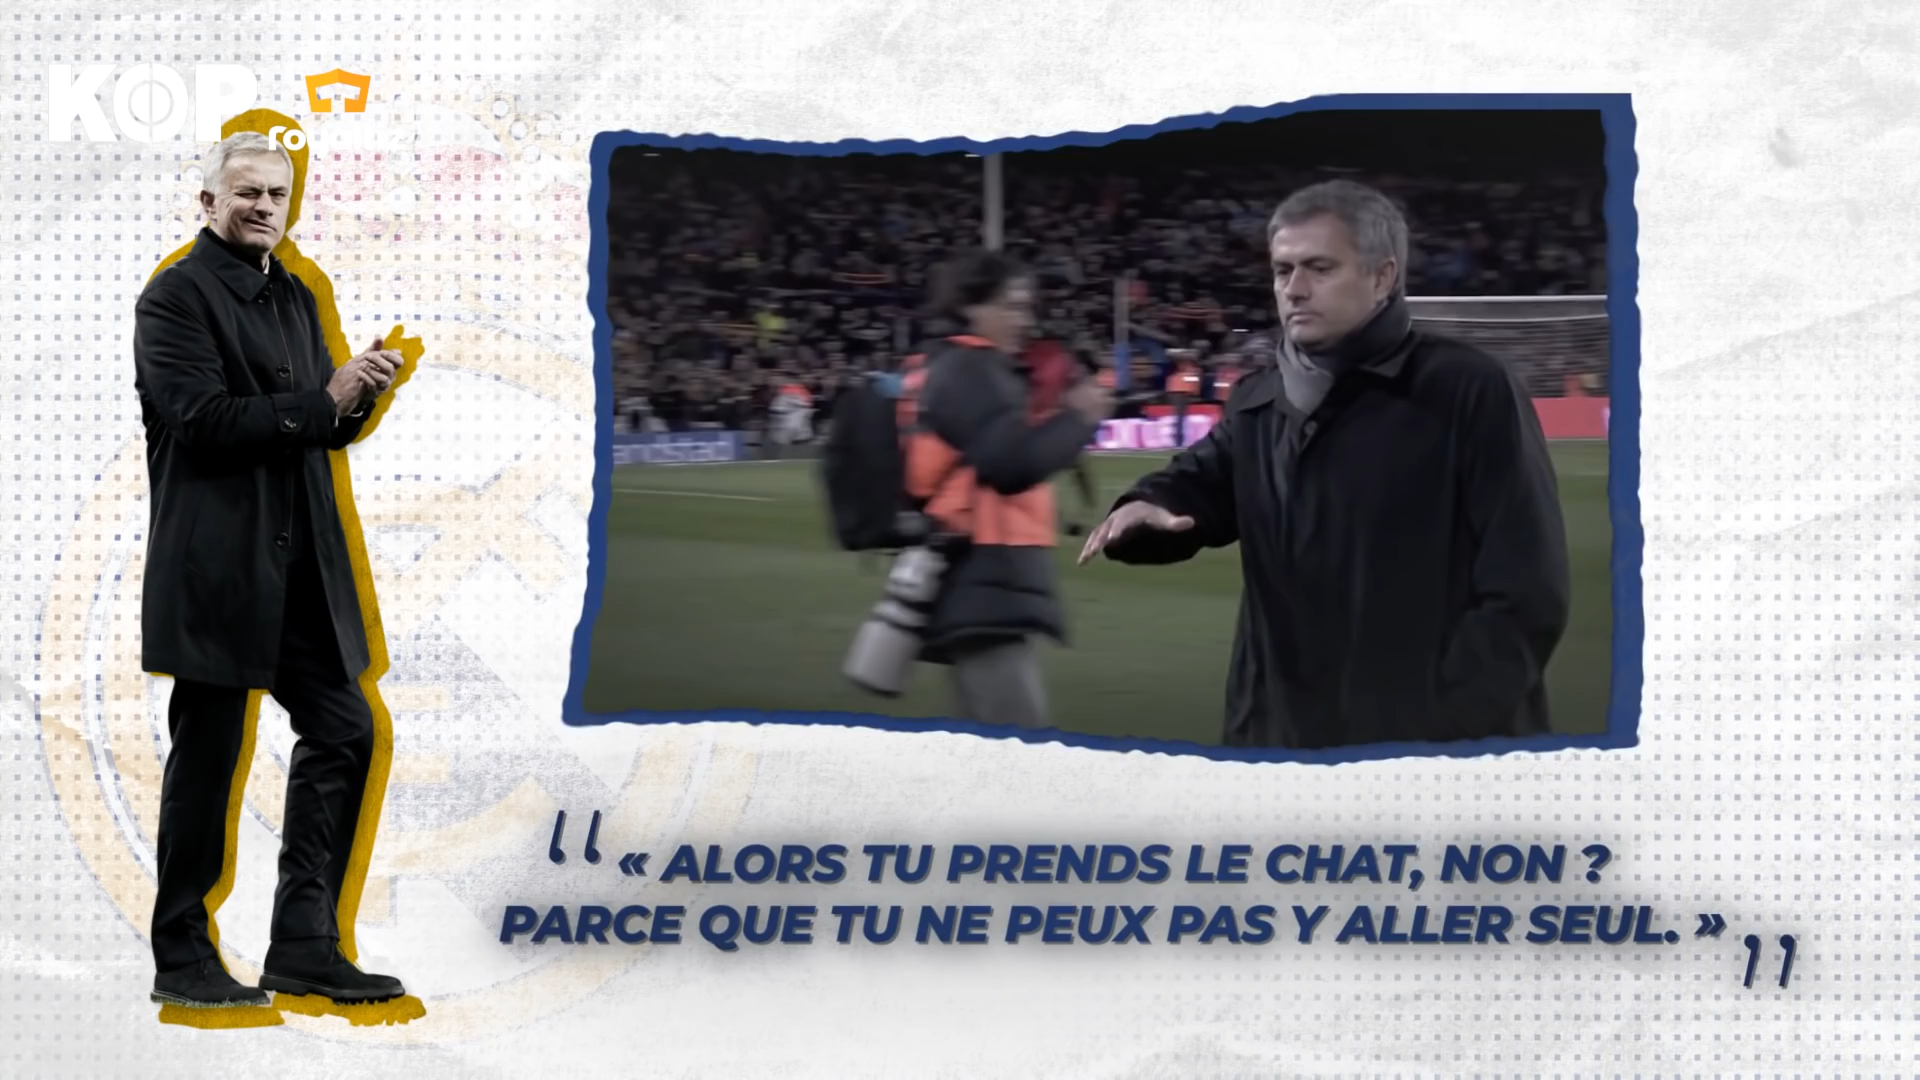 KOP
« ALORS TU PRENDS LE CHAT, NON ?
PARCE QUE TU NE PEUX PAS Y ALLER SEUL. »